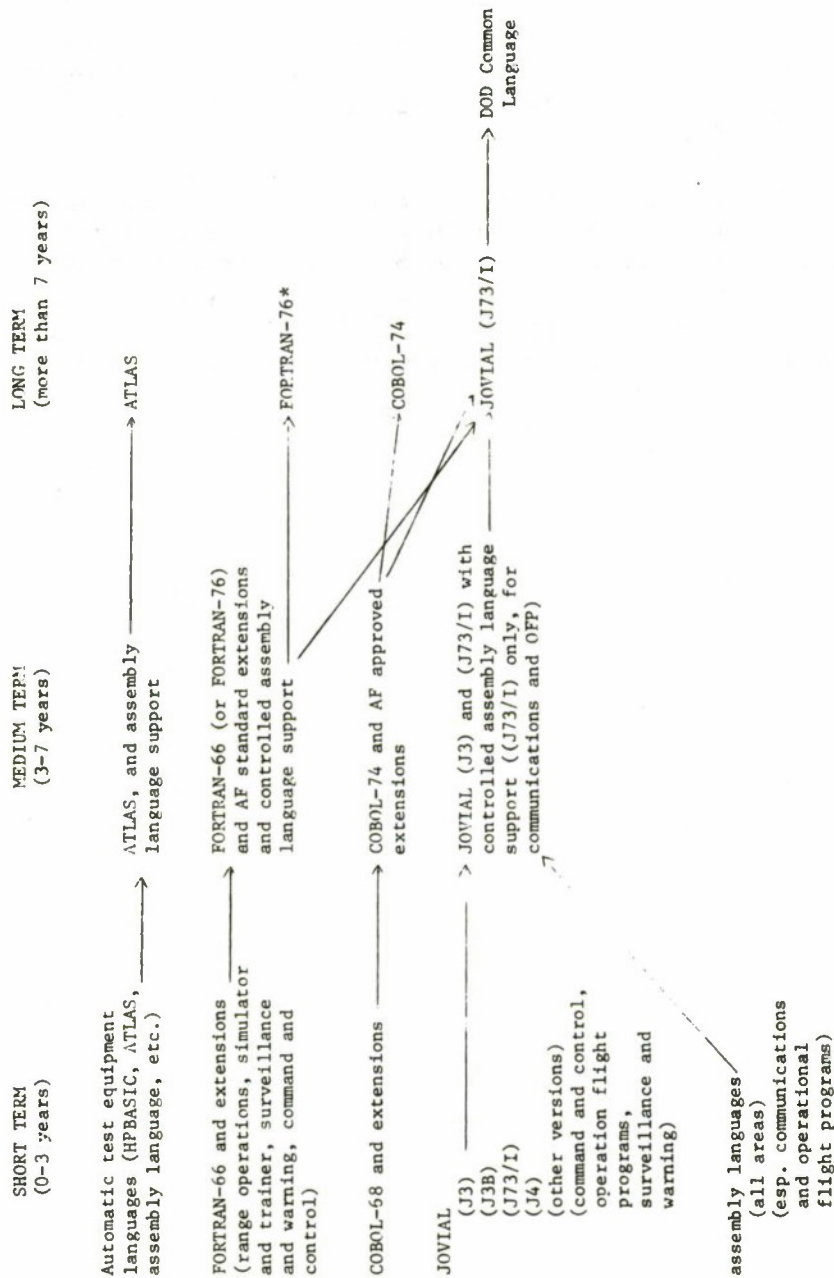 SHORT TERM
(0-3 years)
MEDIUM TERM
(3-7 years)
LONG TERM
(more than 7 years)
Automatic test equipment
languages (HPBASIC, ATLAS,
assembly language, etc.)
ATLAS, and assembly
language support
ATLAS
FORTRAN-66 and extensions
(range operations, simulator
and trainer, surveillance
and warning, command and
control)
FORTRAN-66 (or FORTRAN-76)
and AF standard extensions
and controlled assembly
language support
FORTRAN-76*
COBOL-68 and extensions
COBOL-74 and AF approved
extensions
COBOL-74
JOVIAL
(J3)
(J3B)
(J73/I)
(J4)
(other versions)
(command and control,
operation flight
programs,
surveillance and
warning)
JOVIAL (J3) and (J73/I) with
controlled assembly language
support ((J73/I) only, for
communications and OFP)
JOVIAL (J73/I)
DOD Common
Language
assembly languages
(all areas)
(esp. communications
and operational
flight programs)